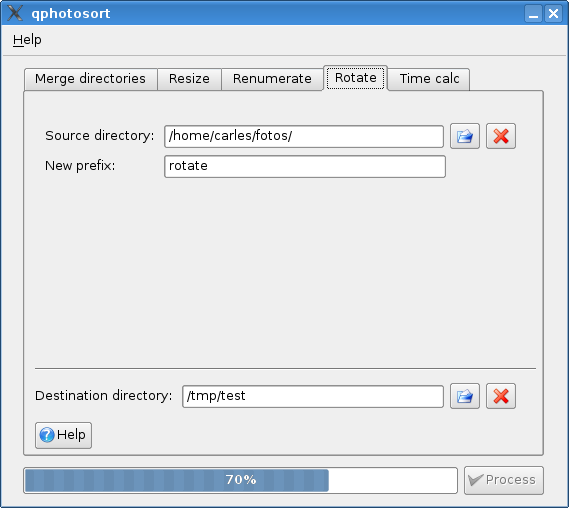 qphotosort
Help
Merge directories Resize Renumerate Rotate Time calc
Source directory: /home/carles/fotos/
New prefix: rotate
Destination directory: /tmp/test
Help
70% Process